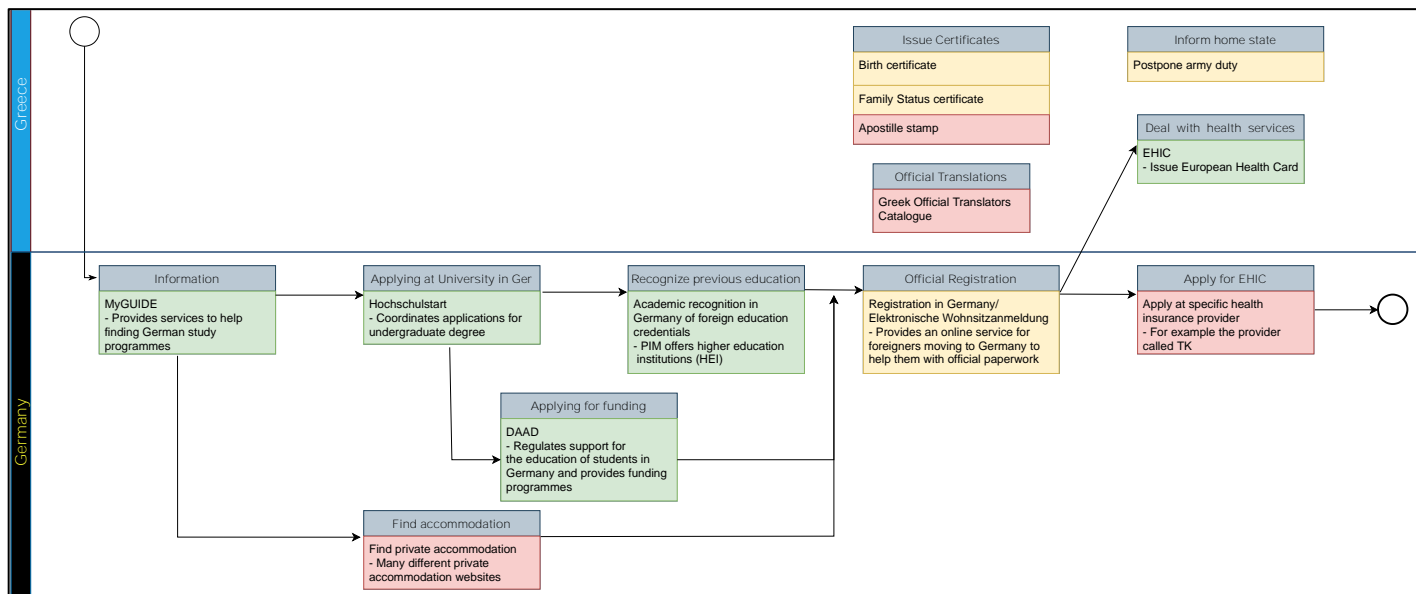 Greece
Issue Certificates
Birth certificate
Family Status certificate
Apostille stamp
Inform home state
Postpone army duty
Deal with health services
EHIC
- Issue European Health Card
Official Translations
Greek Official Translators
Catalogue
Germany
Information
MyGUIDE
- Provides services to help
finding German study
programmes
Applying at University in Ger
Hochschulstart
- Coordinates applications for
undergraduate degree
Recognize previous education
Academic recognition in
Germany of foreign education
credentials
- PIM offers higher education
institutions (HEI)
Official Registration
Registration in Germany/
Elektronische Wohnsitzanmeldung
- Provides an online service for
foreigners moving to Germany to
help them with official paperwork
Apply for EHIC
Apply at specific health
insurance provider
- For example the provider
called TK
Applying for funding
DAAD
- Regulates support for
the education of students in
Germany and provides funding
programmes
Find accommodation
Find private accommodation
- Many different private
accommodation websites